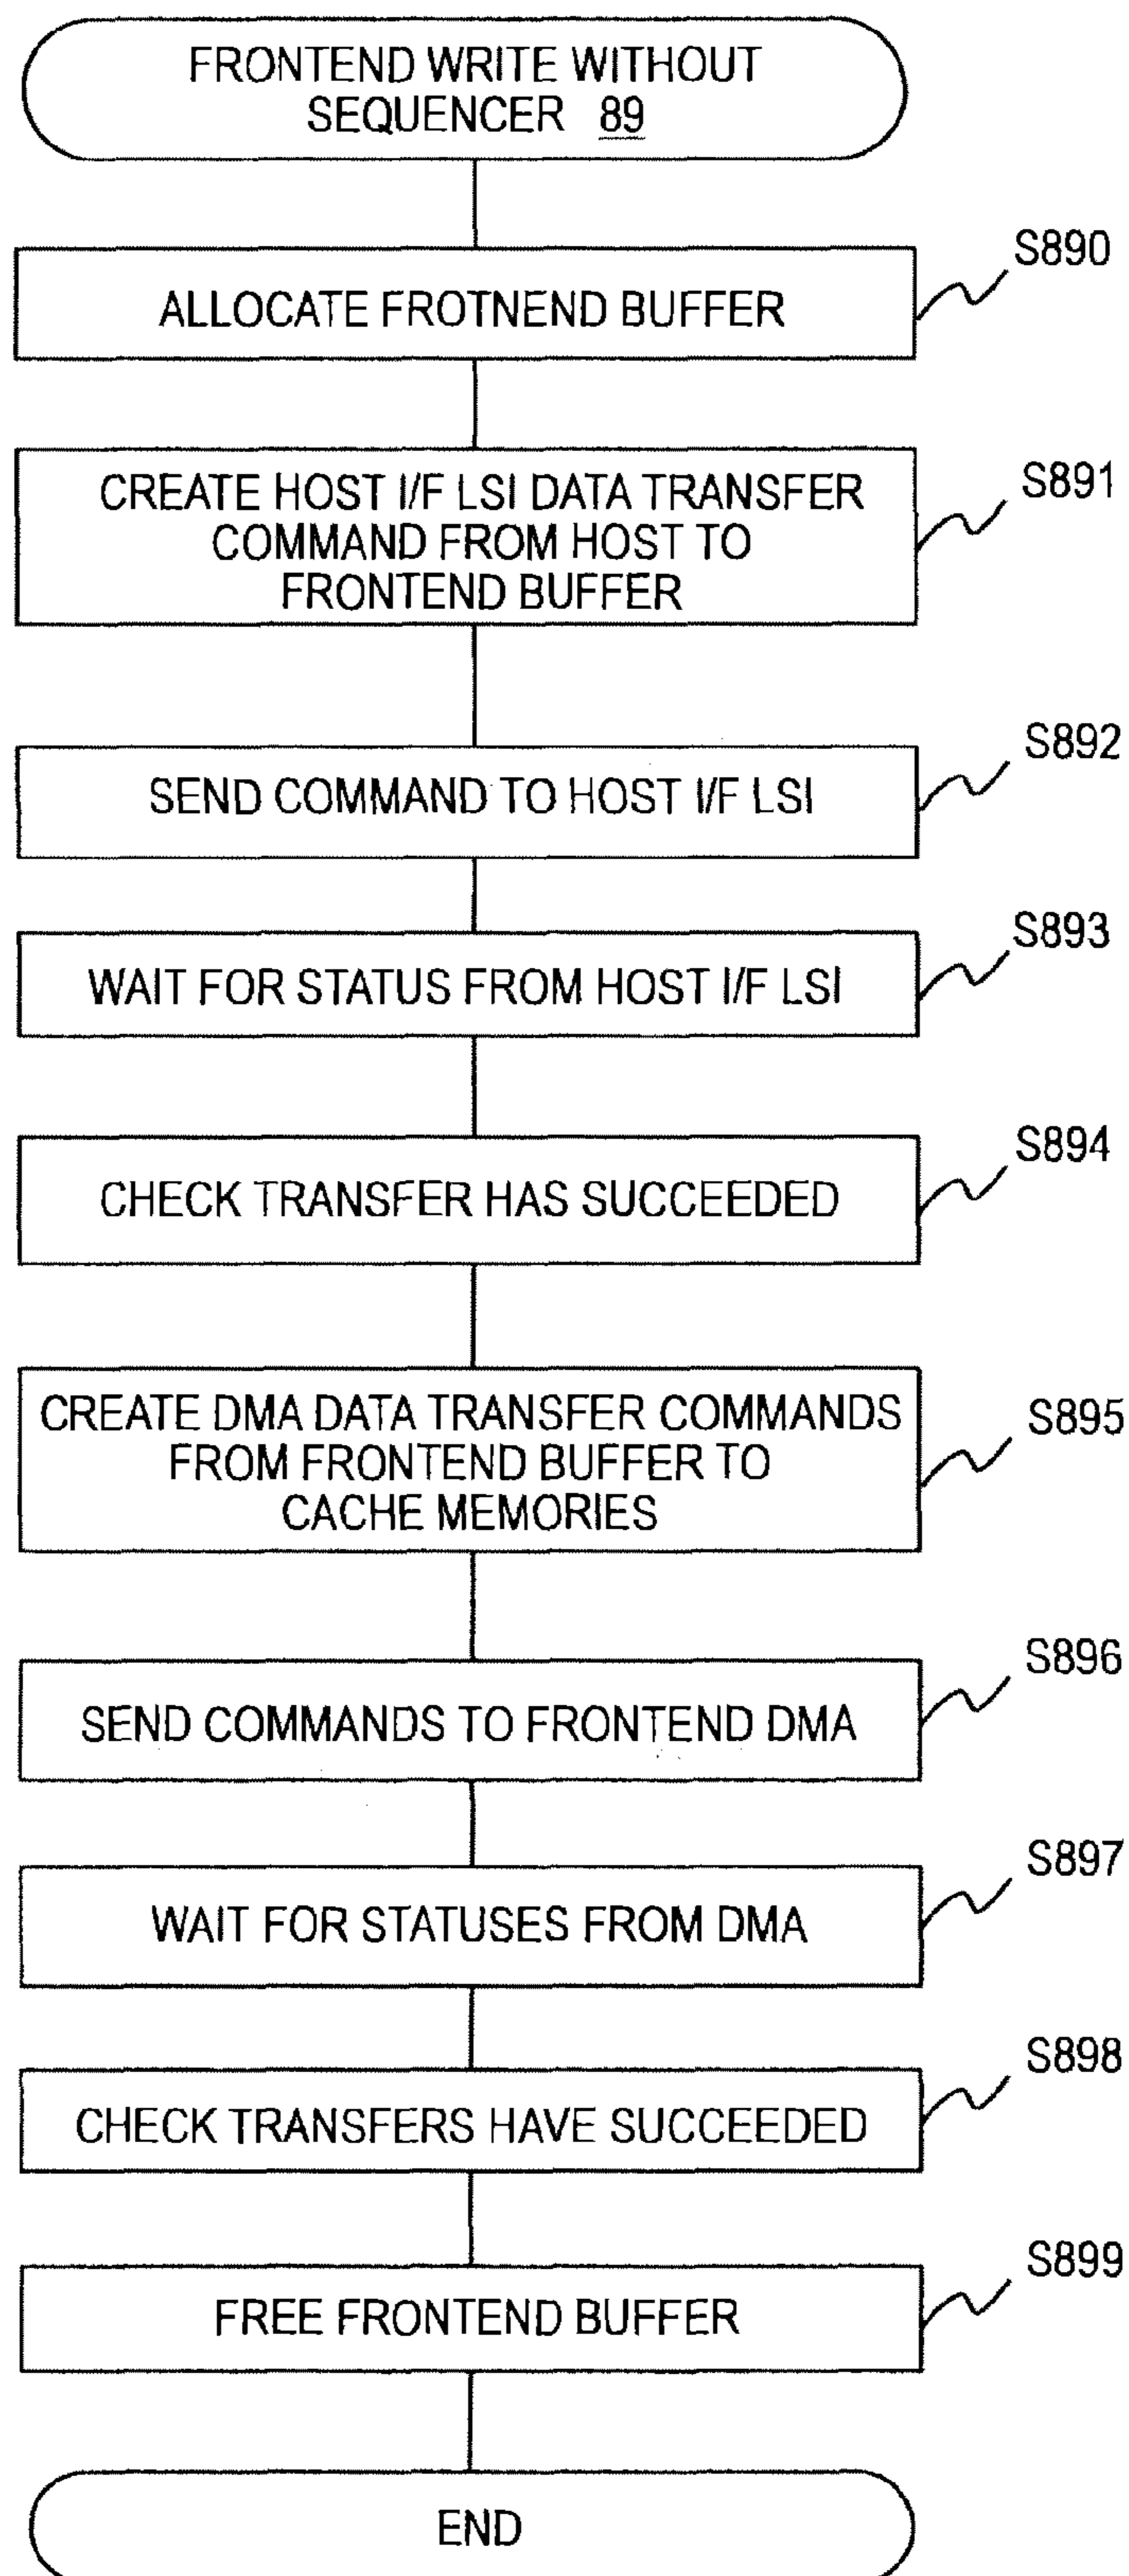 FRONTEND WRITE WITHOUT
SEQUENCER 89
S890
ALLOCATE FROTNEND BUFFER
S891
CREATE HOST I/F LSI DATA TRANSFER
COMMAND FROM HOST TO
FRONTEND BUFFER
S892
SEND COMMAND TO HOST I/F LSI
S893
WAIT FOR STATUS FROM HOST I/F LSI
S894
CHECK TRANSFER HAS SUCCEEDED
S895
CREATE DMA DATA TRANSFER COMMANDS
FROM FRONTEND BUFFER TO
CACHE MEMORIES
S896
SEND COMMANDS TO FRONTEND DMA
S897
WAIT FOR STATUSES FROM DMA
S898
CHECK TRANSFERS HAVE SUCCEEDED
S899
FREE FRONTEND BUFFER
END